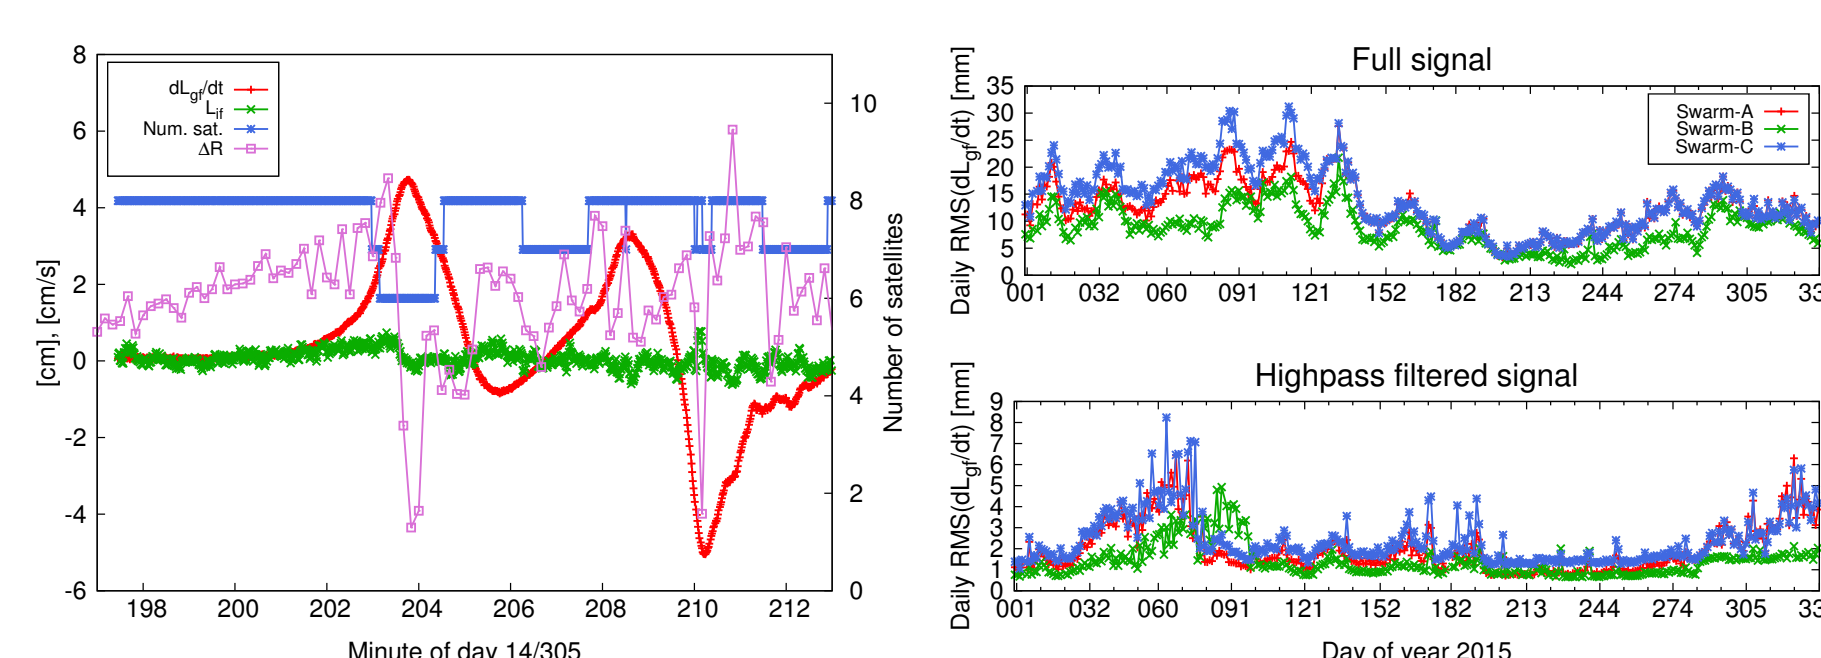 8
6
4
2
0
-2
-4
-6
[cm], [cm/s]
dLgf/dt
Lif
Num. sat.
ΔR
10
8
6
4
2
0
Number of satellites
198 200 202 204 206 208 210 212
Minute of day 14/305
Full signal
Daily RMS(dLgf/dt) [mm]
35
30
25
20
15
10
5
0
Swarm-A
Swarm-B
Swarm-C
001 032 060 091 121 152 182 213 244 274 305 33
Highpass filtered signal
Daily RMS(dLgf/dt) [mm]
9
8
7
6
5
4
3
2
1
0
001 032 060 091 121 152 182 213 244 274 305 33
Day of year 2015